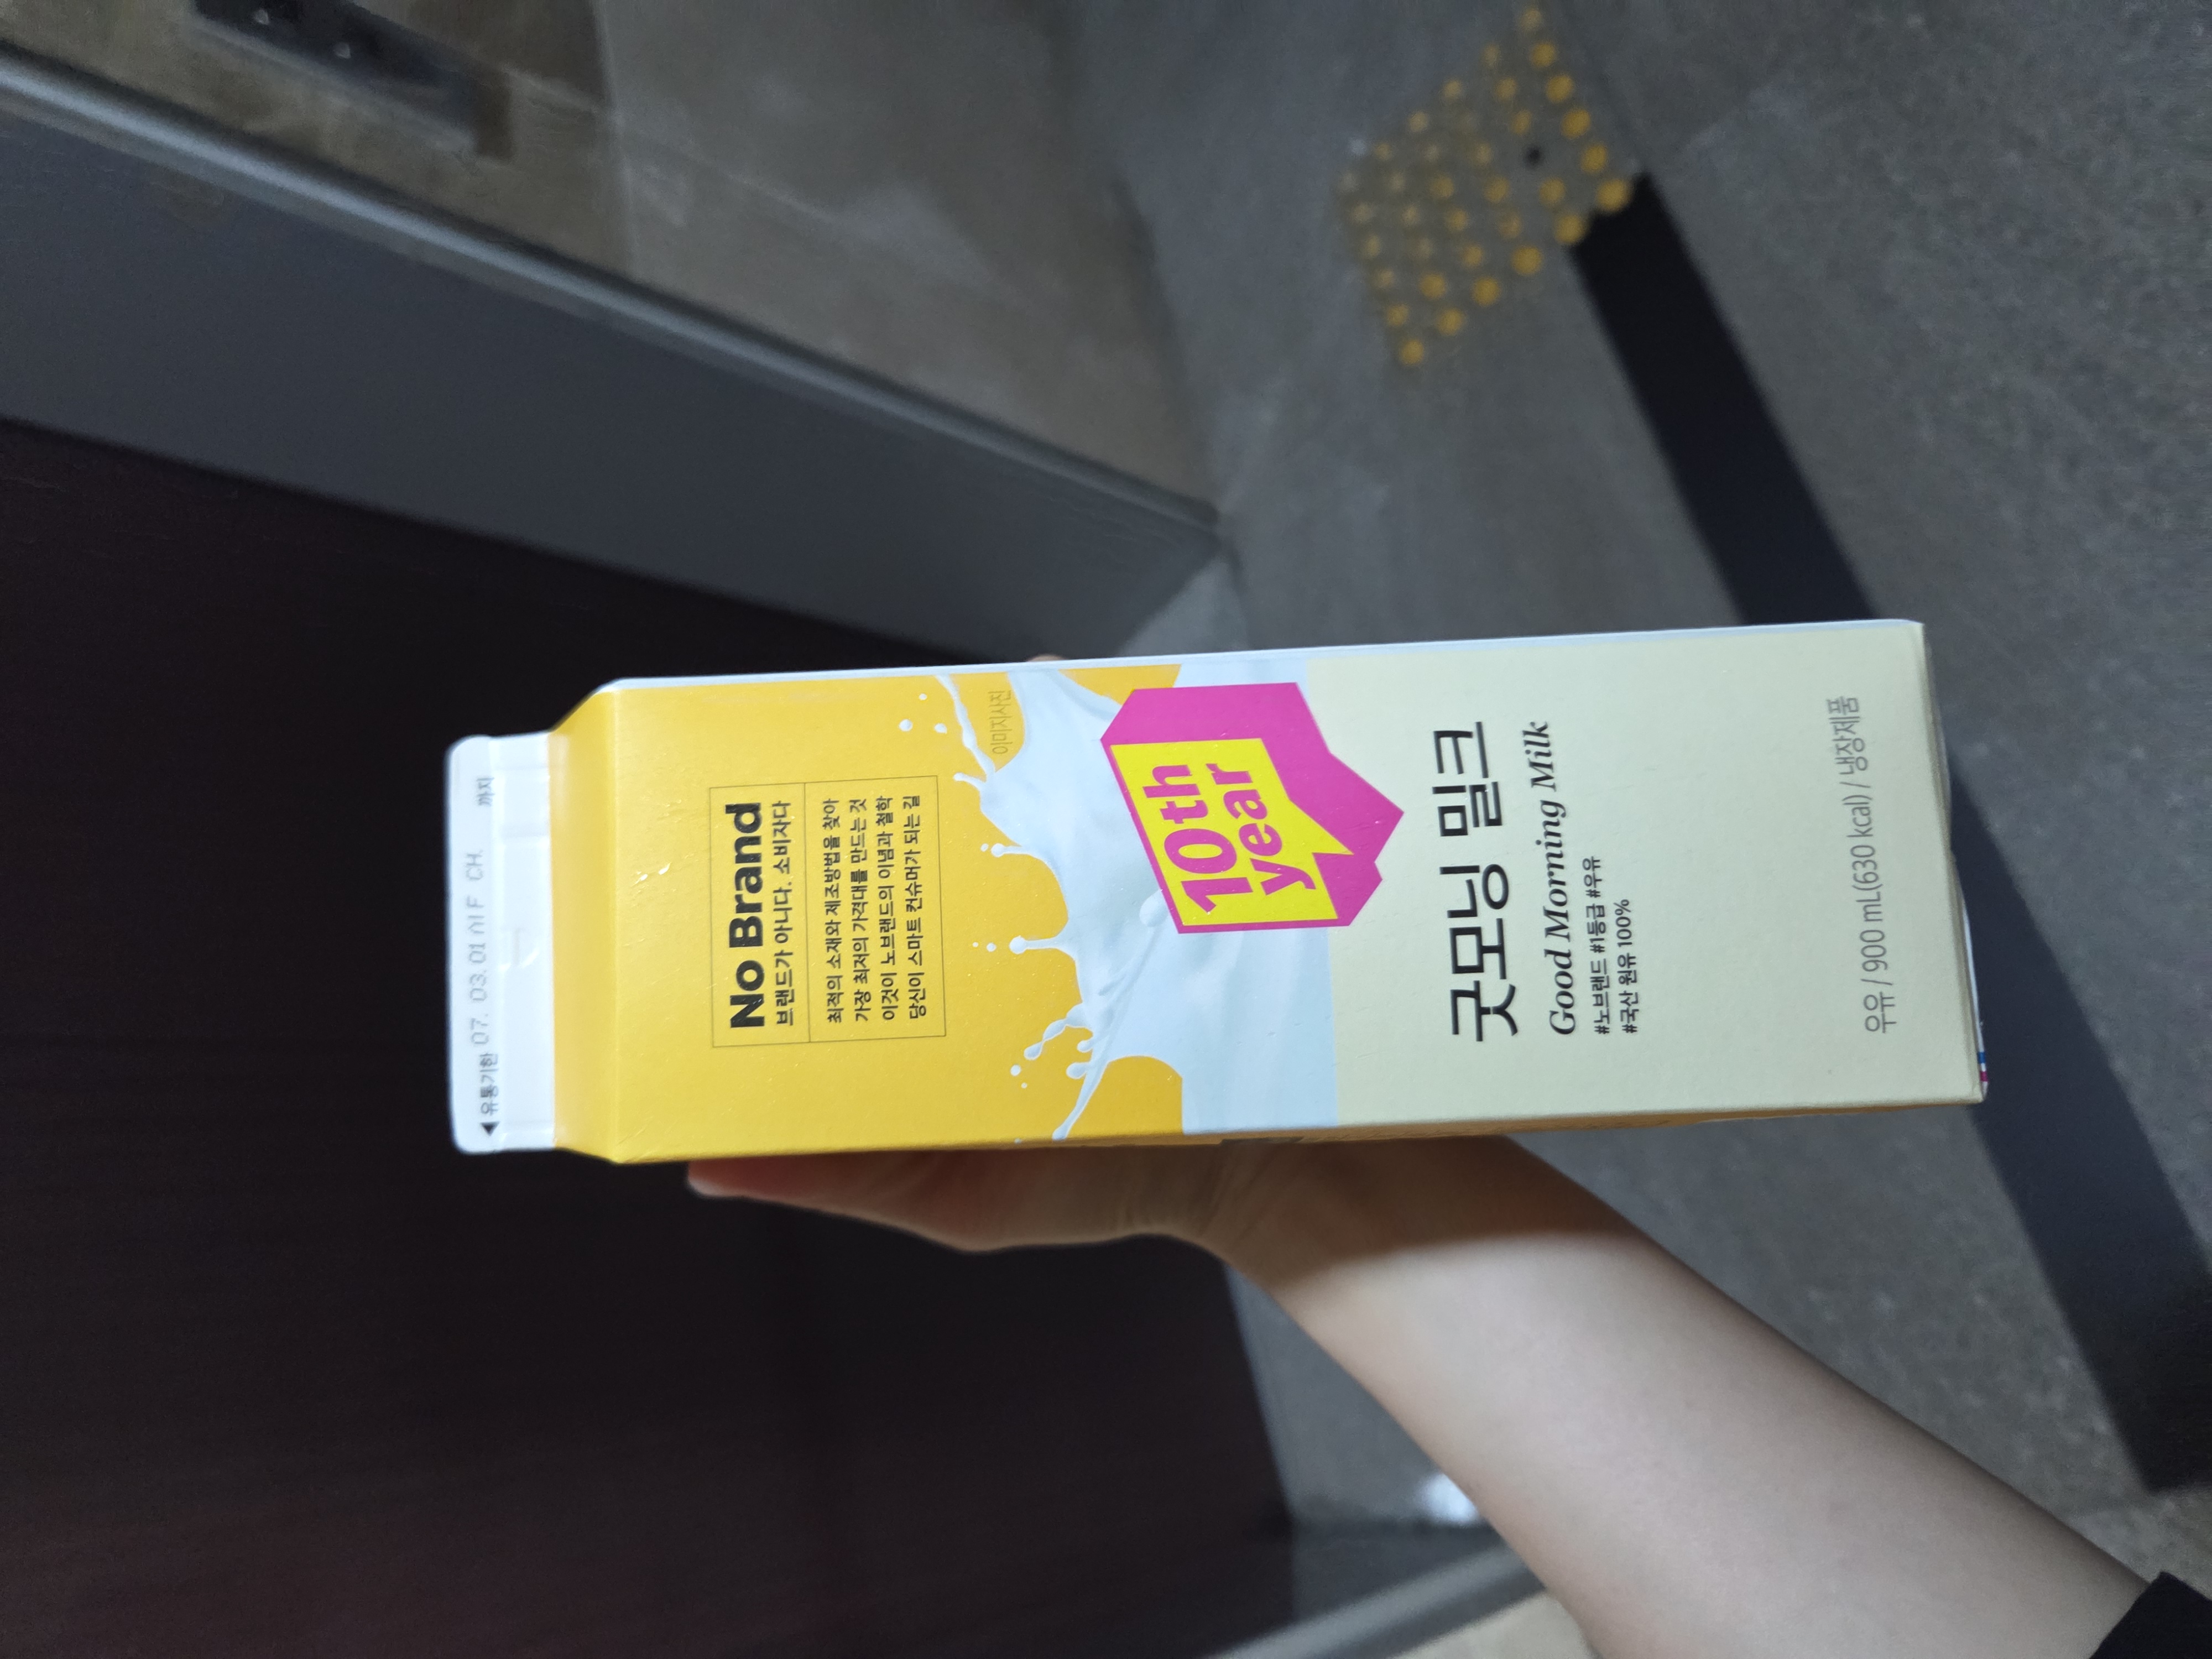 ◀유통기한 07. 03. 01 A1 F CH. 까지
No Brand
브랜드가 아니다. 소비자다
최적의 소재와 제조방법을 찾아
가장 최저의 가격대를 만드는 것
이것이 노브랜드의 이념과 철학
당신이 스마트 컨슈머가 되는 길
이미지사진
10th
year
굿모닝 밀크
Good Morning Milk
#노브랜드 #1등급 #우유
#국산 원유 100%
우유 / 900 mL(630 kcal) / 냉장제품